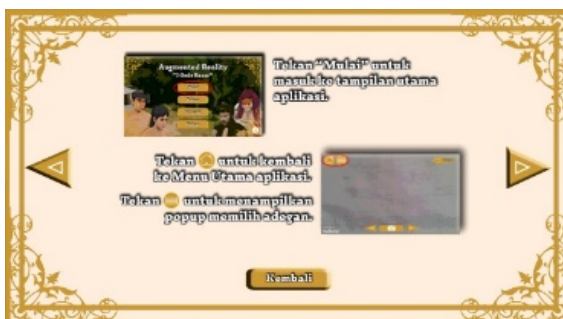 Augmented Reality
Tekan "Mulai" untuk
masuk ke tampilan utama
aplikasi.
Tekan untuk kembali
ke Menu Utama aplikasi.
Tekan untuk menampilkan
popup memilih adegan.
Kembali